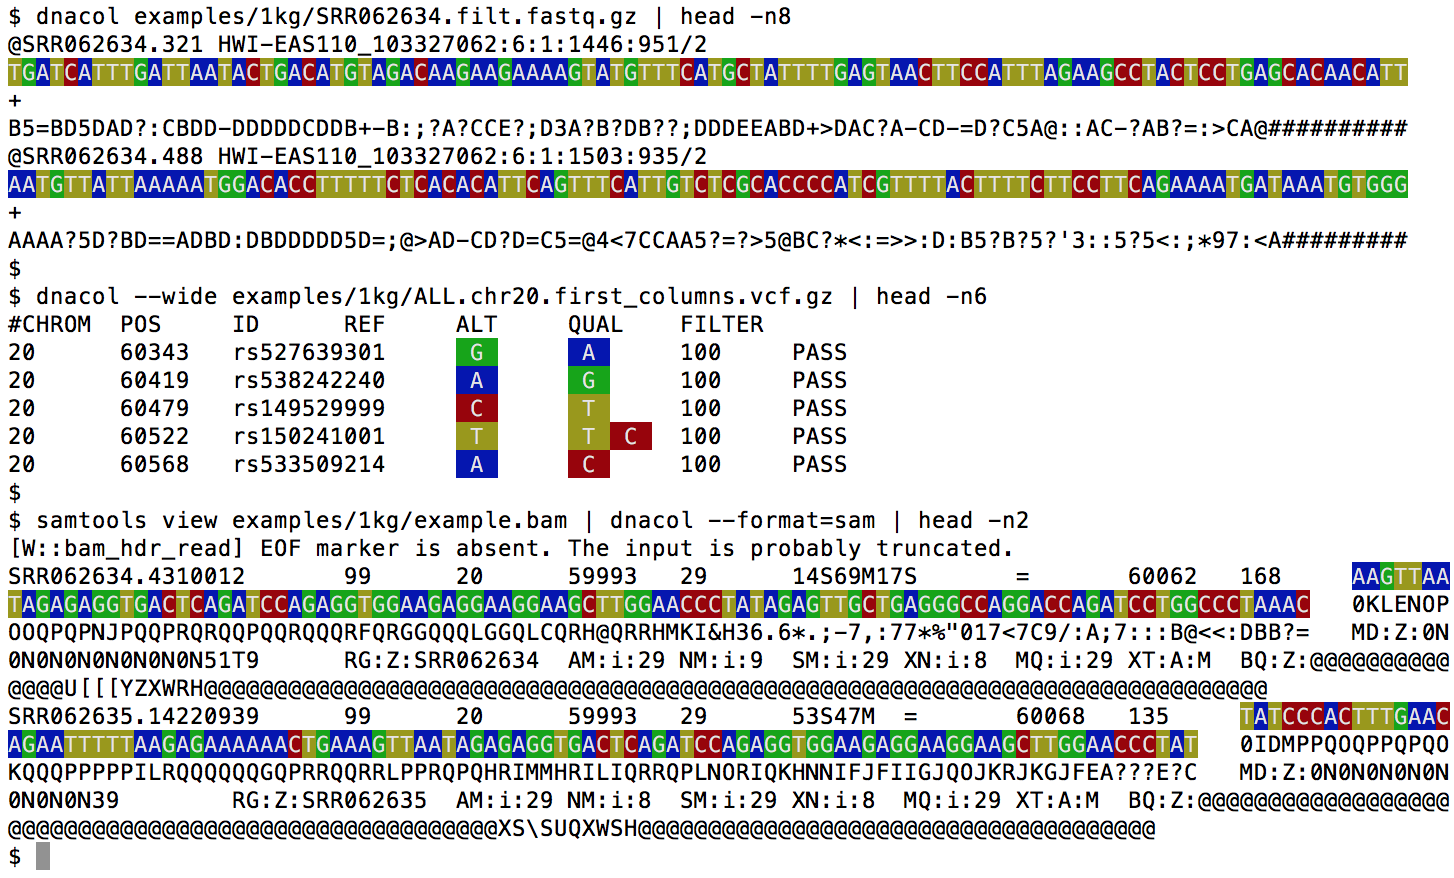 $ dnacol examples/1kg/SRR062634.filt.fastq.gz | head -n8
@SRR062634.321 HWI-EAS110_103327062:6:1:1446:951/2
TGATCATTTGATTAATACTGACATGTAGACAAGAAGAAAAGTATGTTTCATGCTATTTTGAGTAACTTCCATTTAGAAGCCTACTCCTGAGCACAACATT
+
B5=BD5DAD?:CBDD-DDDDDCDDB+-B:;?A?CCE?;D3A?B?DB??;DDDEEABD+>DAC?A-CD-=D?C5A@::AC-?AB?=:>CA@##########
@SRR062634.488 HWI-EAS110_103327062:6:1:1503:935/2
AATGTTATTAAAAATGGACACCTTTTTCTCACACATTCAGTTTCATTGTCTCGCACCCCATCGTTTTACTTTTCTTCCTTCAGAAAATGATAAATGTGGG
+
AAAA?5D?BD==ADBD:DBDDDDD5D=;@>AD-CD?D=C5=@4<7CCAA5?=?>5@BC?*<:=>>:D:B5?B?5?'3::5?5<:;*97:<A#########
$
$ dnacol --wide examples/1kg/ALL.chr20.first_columns.vcf.gz | head -n6
#CHROM POS ID REF ALT QUAL FILTER
20 60343 rs527639301 G A 100 PASS
20 60419 rs538242240 A G 100 PASS
20 60479 rs149529999 C T 100 PASS
20 60522 rs150241001 T T C 100 PASS
20 60568 rs533509214 A C 100 PASS
$
$ samtools view examples/1kg/example.bam | dnacol --format=sam | head -n2
[W::bam_hdr_read] EOF marker is absent. The input is probably truncated.
SRR062634.4310012 99 20 59993 29 14S69M17S = 60062 168 AAGTTAA
TAGAGAGGTGACTCAGATCCAGAGGTGGAAGAGGAAGGAAGCTTGGAACCCTATAGAGTTGCTGAGGGCCAGGACCAGATCCTGGCCCTAAAC 0KLENOP
OOQPQPNJPQQPRQRQQPQQRQQQRFQRGGQQQLGGQLCQRH@QRRHMKI&H36.6*.;-7,:77*%"017<7C9/:A;7:::B@<<:DBB?= MD:Z:0N
0N0N0N0N0N0N0N51T9 RG:Z:SRR062634 AM:i:29 NM:i:9 SM:i:29 XN:i:8 MQ:i:29 XT:A:M BQ:Z:@@@@@@@@@@
@@@@U[[[YZXWRH@@@@@@@@@@@@@@@@@@@@@@@@@@@@@@@@@@@@@@@@@@@@@@@@@@@@@@@@@@@@@@@@@@@@@@@@@@
SRR062635.14220939 99 20 59993 29 53S47M = 60068 135 TATCCCACTTTGAAC
AGAATTTTTAAGAGAAAAAACTGAAAGTTAATAGAGAGGTGACTCAGATCCAGAGGTGGAAGAGGAAGGAAGCTTGGAACCCTAT 0IDMPPQOQPPQPQO
KQQQPPPPPILRQQQQQQGQPRRQQRRLPPRQPQHRIMMHRILIQRRQPLNORIQKHNNIFJFIIGJQOJKRJKGJFEA???E?C MD:Z:0N0N0N0N0N
0N0N0N39 RG:Z:SRR062635 AM:i:29 NM:i:8 SM:i:29 XN:i:8 MQ:i:29 XT:A:M BQ:Z:@@@@@@@@@@@@@@@@@@
@@@@@@@@@@@@@@@@@@@@@@@@@@@@@@@@@@@XS\SUQXWSH@@@@@@@@@@@@@@@@@@@@@@@@@@@@@@@@@@@@@
$